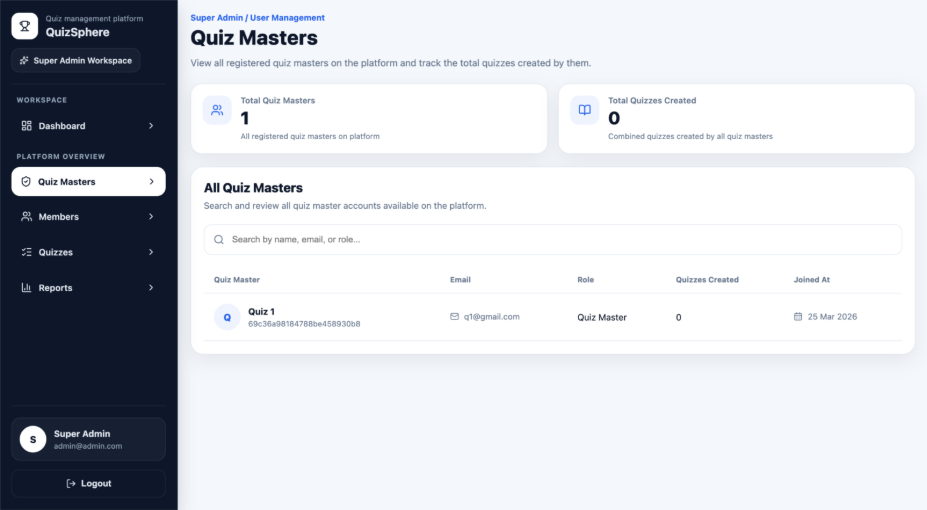 Quiz management platform
QuizSphere
Super Admin Workspace
WORKSPACE
Dashboard
PLATFORM OVERVIEW
Quiz Masters
Members
Quizzes
Reports
S
Super Admin
admin@admin.com
Logout
Super Admin / User Management
Quiz Masters
View all registered quiz masters on the platform and track the total quizzes created by them.
Total Quiz Masters
1
All registered quiz masters on platform
Total Quizzes Created
0
Combined quizzes created by all quiz masters
All Quiz Masters
Search and review all quiz master accounts available on the platform.
Search by name, email, or role...
Quiz Master Email Role Quizzes Created Joined At
Q Quiz 1 q1@gmail.com Quiz Master 0 25 Mar 2026
69c36a98184788be458930b8